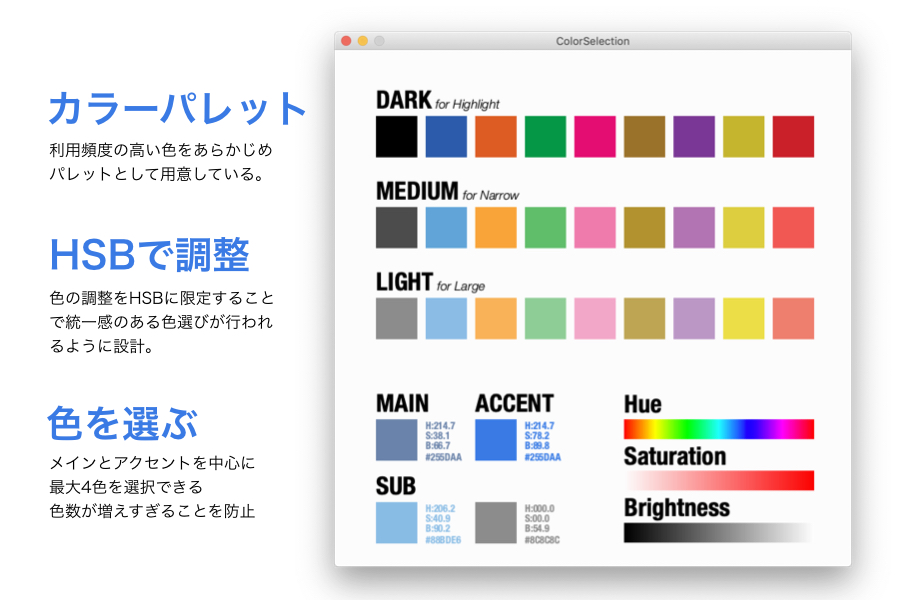 カラーパレット
利用頻度の高い色をあらかじめ
パレットとして用意している。
HSBで調整
色の調整をHSBに限定すること
で統一感のある色選びが行われ
るように設計。
色を選ぶ
メインとアクセントを中心に
最大4色を選択できる
色数が増えすぎることを防止
ColorSelection
DARK for Highlight
MEDIUM for Narrow
LIGHT for Large
MAIN
H:214.7
S:38.1
B:66.7
#255DAA
ACCENT
H:214.7
S:78.2
B:89.8
#255DAA
SUB
H:206.2
S:40.9
B:90.2
#88BDE6
H:000.0
S:00.0
B:54.9
#8C8C8C
Hue
Saturation
Brightness